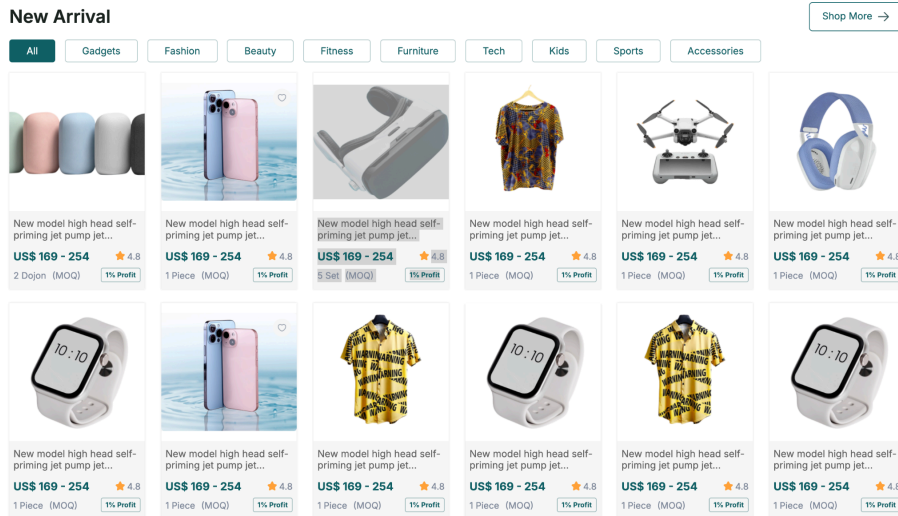 New Arrival
Shop More →
All Gadgets Fashion Beauty Fitness Furniture Tech Kids Sports Accessories
New model high head self-priming jet pump jet...
US$ 169 - 254 4.8
2 Dojon (MOQ) 1% Profit
New model high head self-priming jet pump jet...
US$ 169 - 254 4.8
1 Piece (MOQ) 1% Profit
New model high head self-priming jet pump jet...
US$ 169 - 254 4.8
5 Set (MOQ) 1% Profit
New model high head self-priming jet pump jet...
US$ 169 - 254 4.8
1 Piece (MOQ) 1% Profit
New model high head self-priming jet pump jet...
US$ 169 - 254 4.8
1 Piece (MOQ) 1% Profit
New model high head self-priming jet pump jet...
US$ 169 - 254 4.8
1 Piece (MOQ) 1% Profit
10:10
New model high head self-priming jet pump jet...
US$ 169 - 254 4.8
1 Piece (MOQ) 1% Profit
New model high head self-priming jet pump jet...
US$ 169 - 254 4.8
1 Piece (MOQ) 1% Profit
WARNING
New model high head self-priming jet pump jet...
US$ 169 - 254 4.8
1 Piece (MOQ) 1% Profit
10:10
New model high head self-priming jet pump jet...
US$ 169 - 254 4.8
1 Piece (MOQ) 1% Profit
WARNING
New model high head self-priming jet pump jet...
US$ 169 - 254 4.8
1 Piece (MOQ) 1% Profit
10:10
New model high head self-priming jet pump jet...
US$ 169 - 254 4.8
1 Piece (MOQ) 1% Profit